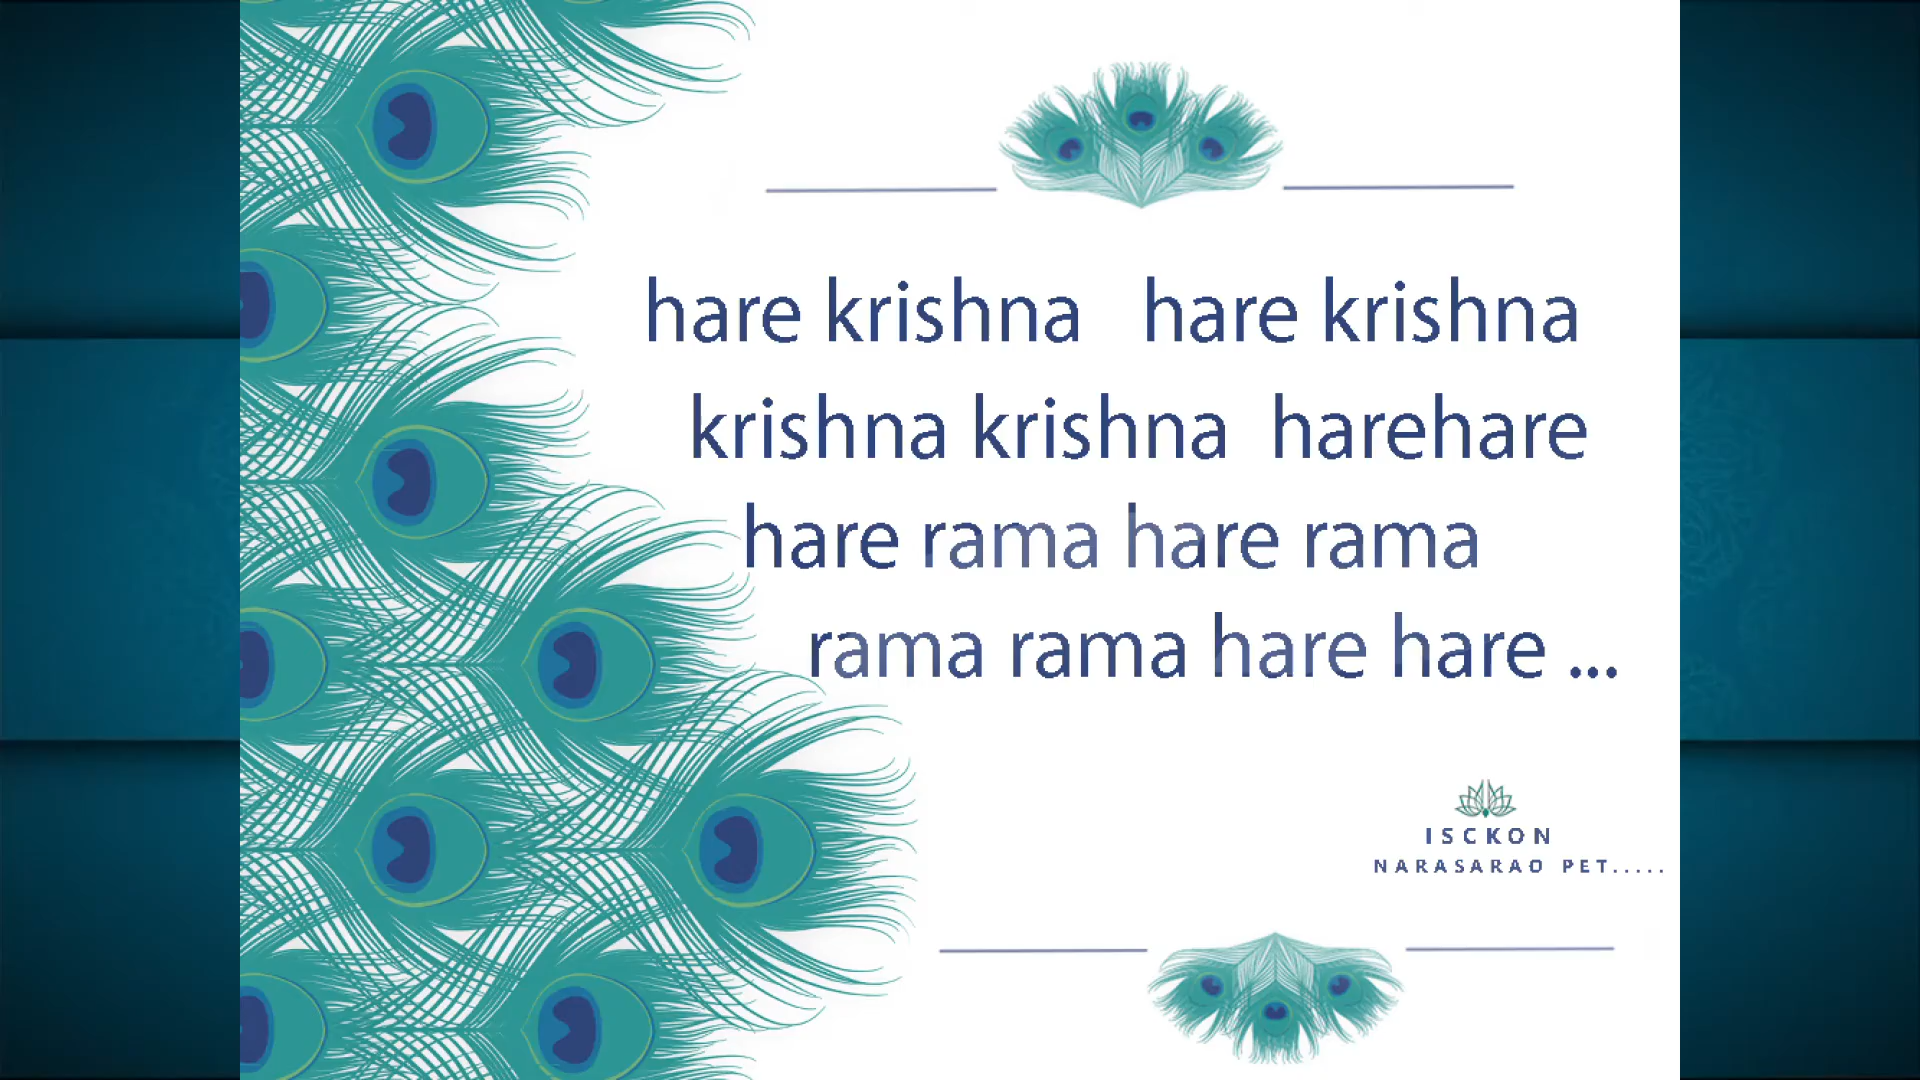 hare krishna hare krishna
krishna krishna harehare
hare rama hare rama
rama rama hare hare ...
ISCKON
NARASARAO PET.....